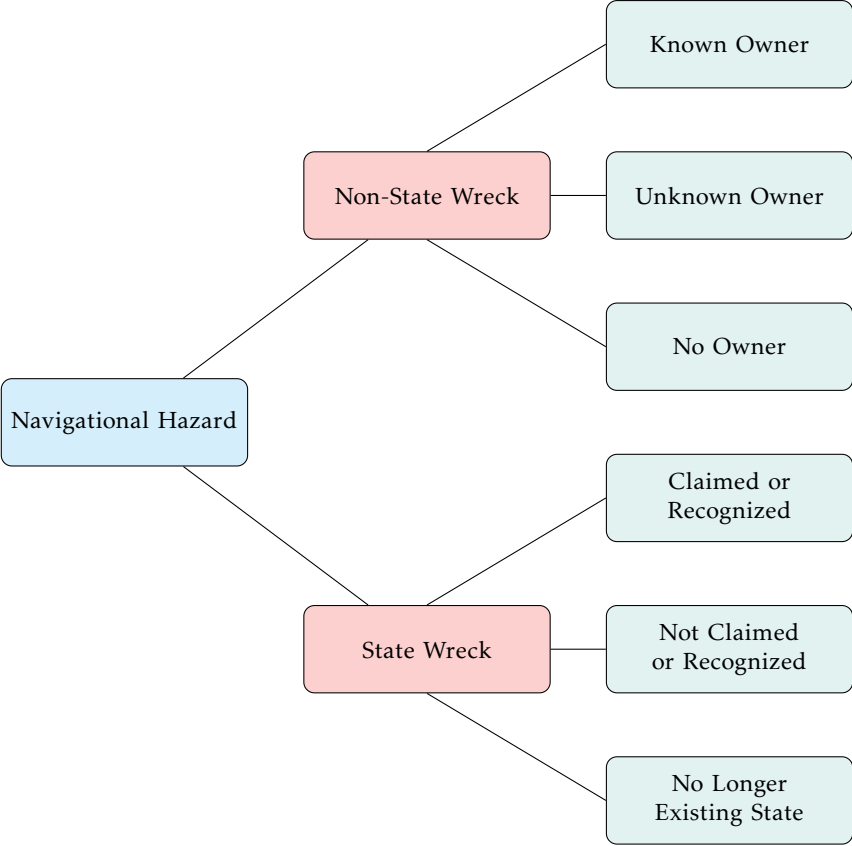 Known Owner
Non-State Wreck
Unknown Owner
No Owner
Navigational Hazard
Claimed or
Recognized
State Wreck
Not Claimed
or Recognized
No Longer
Existing State